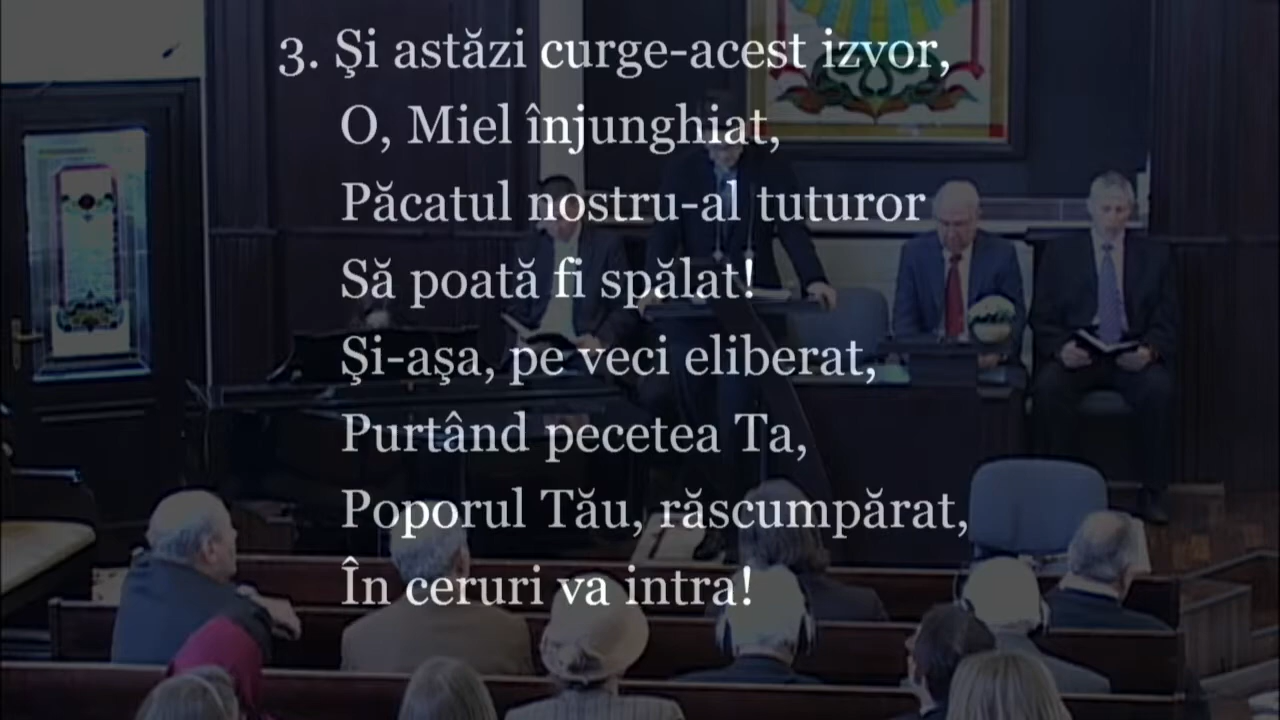 3. Şi astăzi curge-acest izvor,
O, Miel înjunghiat,
Păcatul nostru-al tuturor
Să poată fi spălat!
Şi-aşa, pe veci eliberat,
Purtând pecetea Ta,
Poporul Tău, răscumpărat,
În ceruri va intra!